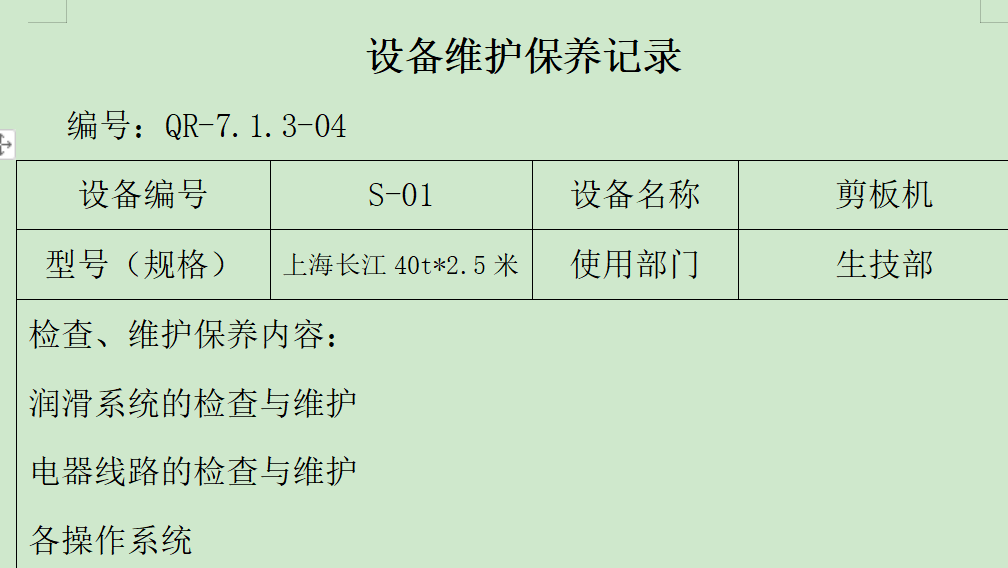 设备维护保养记录
编号：QR-7.1.3-04
设备编号 S-01 设备名称 剪板机
型号（规格） 上海长江 40t*2.5 米 使用部门 生技部
检查、维护保养内容：
润滑系统的检查与维护
电器线路的检查与维护
各操作系统